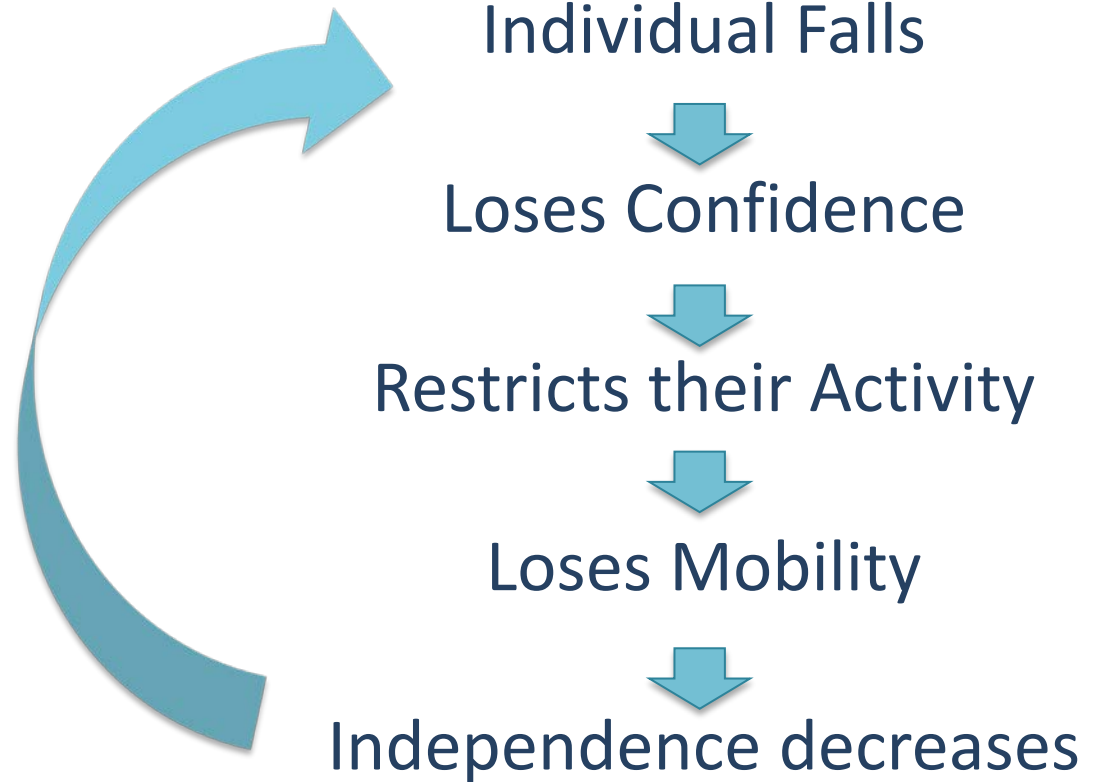 Individual Falls
Loses Confidence
Restricts their Activity
Loses Mobility
Independence decreases